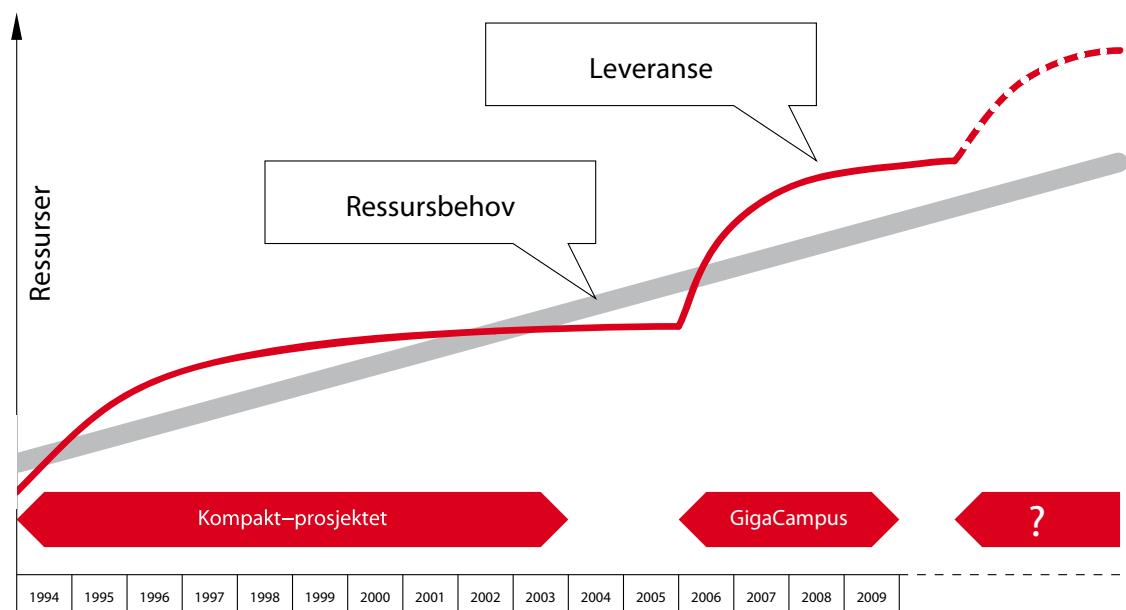 Leveranse
Ressursbehov
Ressurser
Kompakt–prosjektet
GigaCampus
?
1994 1995 1996 1997 1998 1999 2000 2001 2002 2003 2004 2005 2006 2007 2008 2009